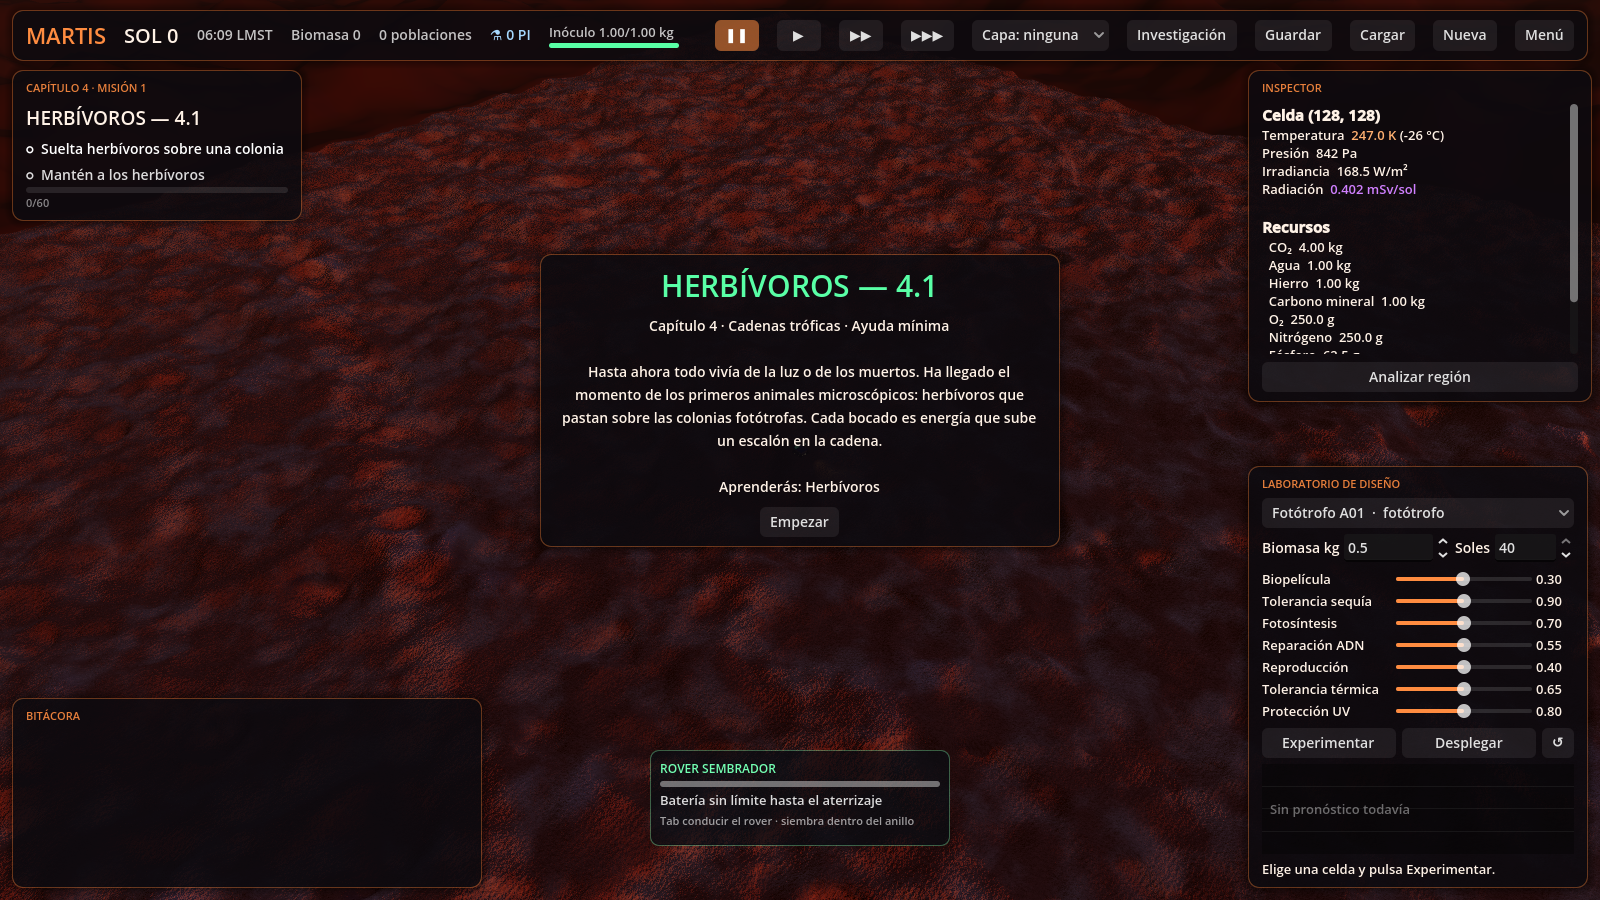 MARTIS SOL 0 06:09 LMST Biomasa 0 0 poblaciones ⚗ 0 PI Inóculo 1.00/1.00 kg Capa: ninguna Investigación Guardar Cargar Nueva Menú
CAPÍTULO 4 · MISIÓN 1
HERBÍVOROS — 4.1
Suelta herbívoros sobre una colonia
Mantén a los herbívoros
0/60
INSPECTOR
Celda (128, 128)
Temperatura 247.0 K (-26 °C)
Presión 842 Pa
Irradiancia 168.5 W/m²
Radiación 0.402 mSv/sol
Recursos
CO₂ 4.00 kg
Agua 1.00 kg
Hierro 1.00 kg
Carbono mineral 1.00 kg
O₂ 250.0 g
Nitrógeno 250.0 g
Analizar región
HERBÍVOROS — 4.1
Capítulo 4 · Cadenas tróficas · Ayuda mínima
Hasta ahora todo vivía de la luz o de los muertos. Ha llegado el
momento de los primeros animales microscópicos: herbívoros que
pastan sobre las colonias fotótrofas. Cada bocado es energía que sube
un escalón en la cadena.
Aprenderás: Herbívoros
Empezar
LABORATORIO DE DISEÑO
Fotótrofo A01 · fotótrofo
Biomasa kg 0.5 Soles 40
Biopelícula 0.30
Tolerancia sequía 0.90
Fotosíntesis 0.70
Reparación ADN 0.55
Reproducción 0.40
Tolerancia térmica 0.65
Protección UV 0.80
Experimentar Desplegar ↺
Sin pronóstico todavía
Elige una celda y pulsa Experimentar.
BITÁCORA
ROVER SEMBRADOR
Batería sin límite hasta el aterrizaje
Tab conducir el rover · siembra dentro del anillo